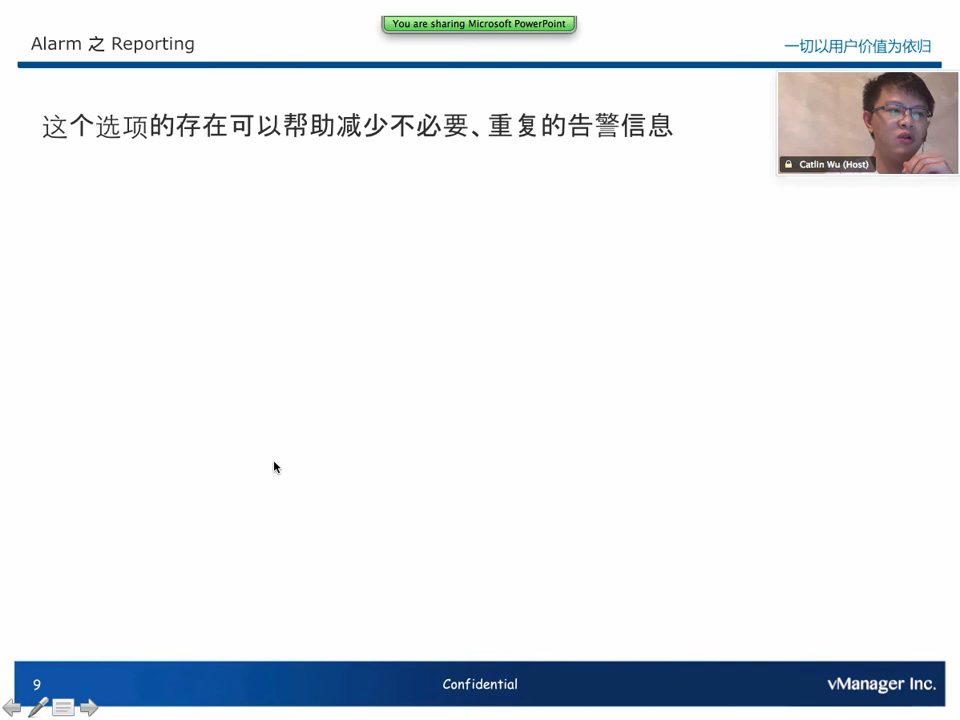 You are sharing Microsoft PowerPoint
Alarm 之 Reporting
一切以用户价值为依归
Catlin Wu (Host)
这个选项的存在可以帮助减少不必要、重复的告警信息
9
Confidential
vManager Inc.